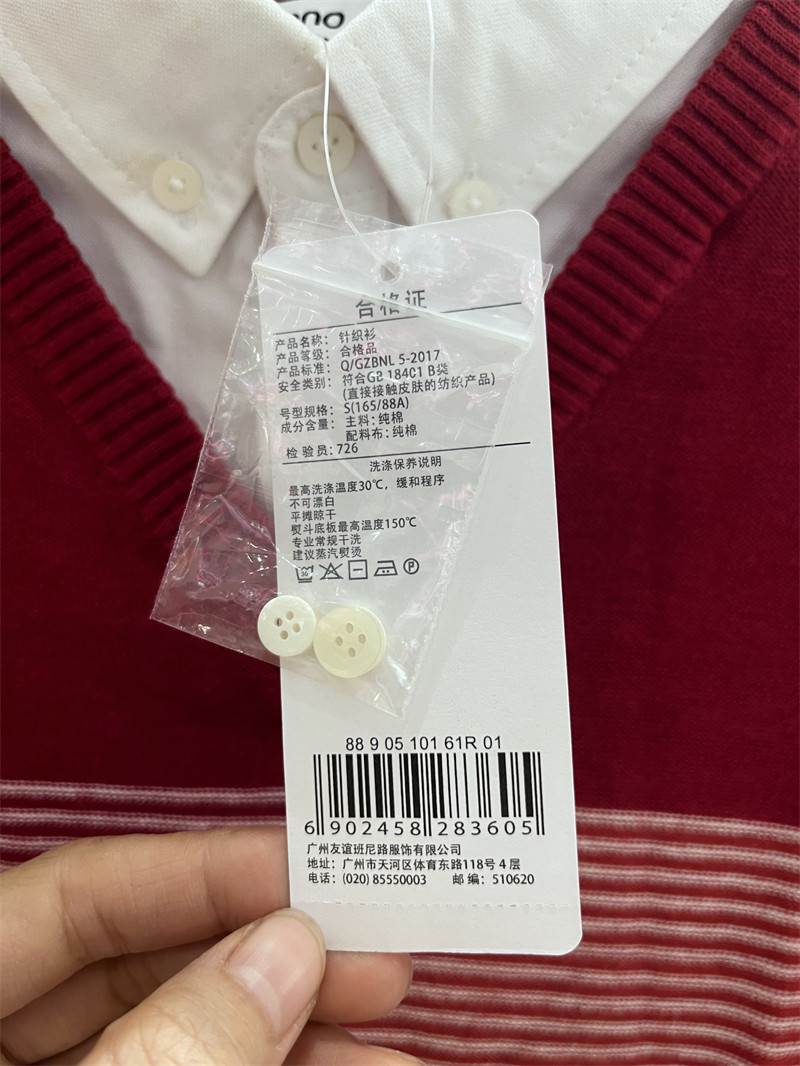 合格证
产品名称： 针织衫
产品等级： 合格品
产品标准： Q/GZBNL 5-2017
安全类别： 符合GB 18401 B类
(直接接触皮肤的纺织产品)
号型规格： S(165/88A)
成分含量： 主料：纯棉
配料布：纯棉
检 验 员：726
洗涤保养说明
最高洗涤温度30℃，缓和程序
不可漂白
平摊晾干
熨斗底板最高温度150℃
专业常规干洗
建议蒸汽熨烫
30 P
88 9 05 101 61R 01
6 902458 283605
广州友谊班尼路服饰有限公司
地址：广州市天河区体育东路118号４层
电话：(020) 85550003 邮 编：510620